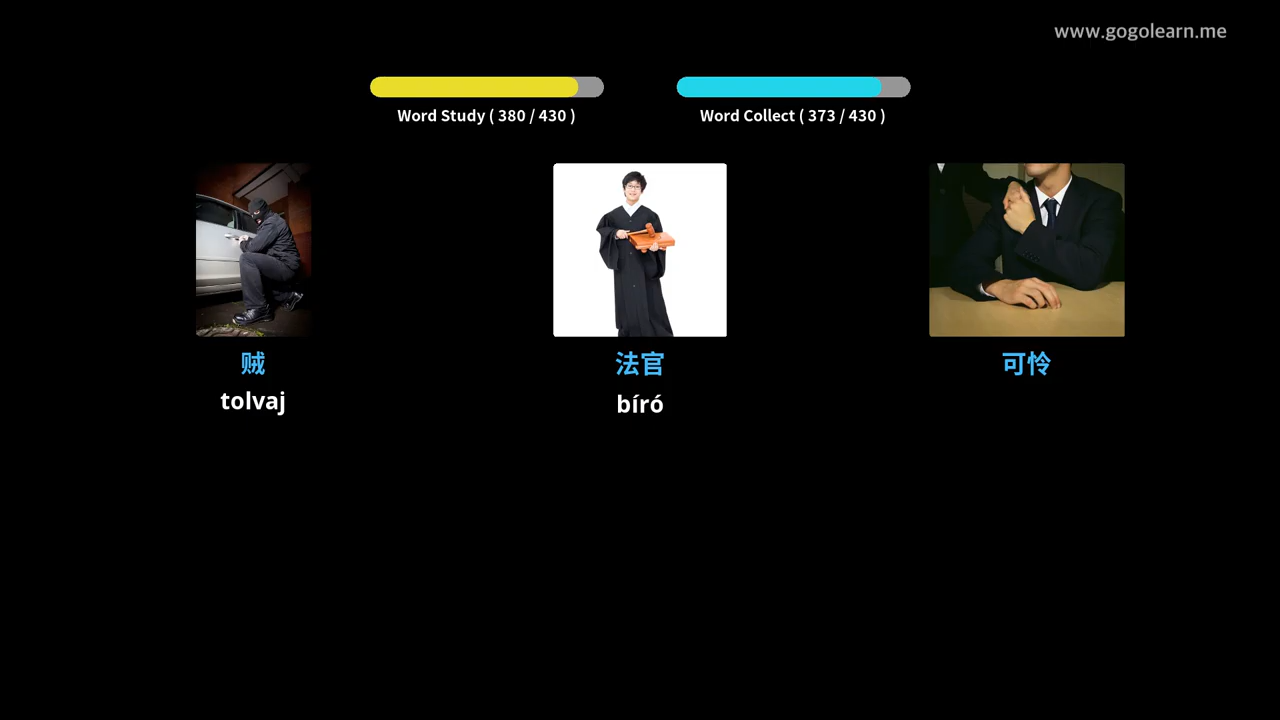 www.gogolearn.me
Word Study ( 380 / 430 )
Word Collect ( 373 / 430 )
贼
法官
可怜
tolvaj
bíró